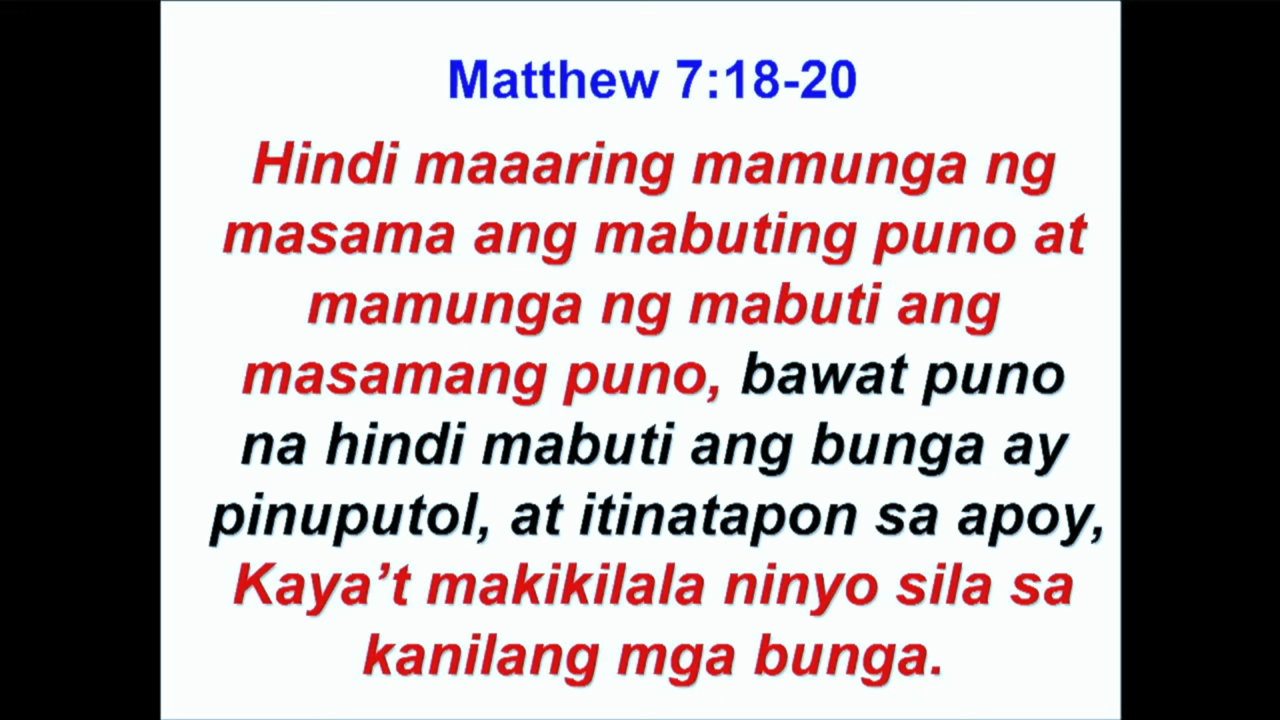 Matthew 7:18-20
Hindi maaaring mamunga ng
masama ang mabuting puno at
mamunga ng mabuti ang
masamang puno, bawat puno
na hindi mabuti ang bunga ay
pinuputol, at itinatapon sa apoy,
Kaya’t makikilala ninyo sila sa
kanilang mga bunga.